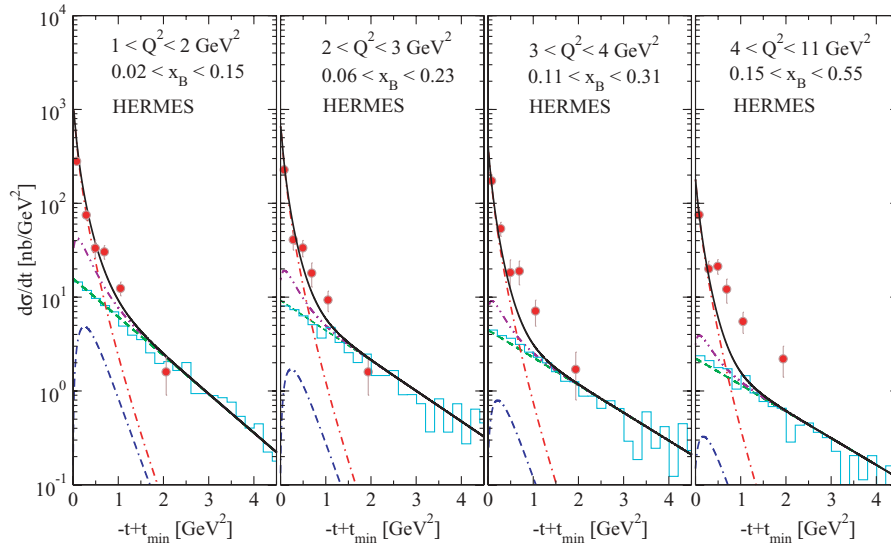 1 < Q² < 2 GeV²
0.02 < x_B < 0.15
HERMES
2 < Q² < 3 GeV²
0.06 < x_B < 0.23
HERMES
3 < Q² < 4 GeV²
0.11 < x_B < 0.31
HERMES
4 < Q² < 11 GeV²
0.15 < x_B < 0.55
HERMES
dσ/dt [nb/GeV²]
10⁴
10³
10²
10¹
10⁰
10⁻¹
0 1 2 3 4
0 1 2 3 4
0 1 2 3 4
0 1 2 3 4
-t+t_min [GeV²]
-t+t_min [GeV²]
-t+t_min [GeV²]
-t+t_min [GeV²]